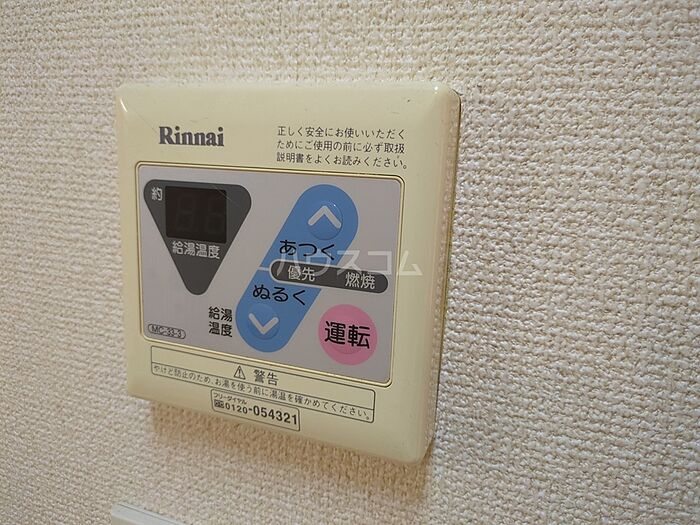 Rinnai
正しく安全にお使いいただく
ためにご使用の前に必ず取扱
説明書をよくお読みください。
約
給湯温度
あつく
優先
燃焼
ぬるく
給湯
温度
運転
MC-33-3
⚠ 警告
やけど防止のため、お湯を使う前に湯温を確かめてください。
フリーダイヤル
0120-054321
ハウスコム